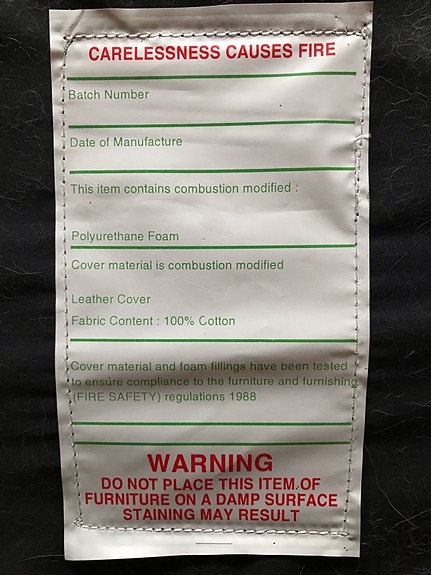 CARELESSNESS CAUSES FIRE
Batch Number
Date of Manufacture
This item contains combustion modified :
Polyurethane Foam
Cover material is combustion modified
Leather Cover
Fabric Content : 100% Cotton
Cover material and foam fillings have been tested
to ensure compliance to the furniture and furnishing
(FIRE SAFETY) regulations 1988
WARNING
DO NOT PLACE THIS ITEM OF
FURNITURE ON A DAMP SURFACE
STAINING MAY RESULT